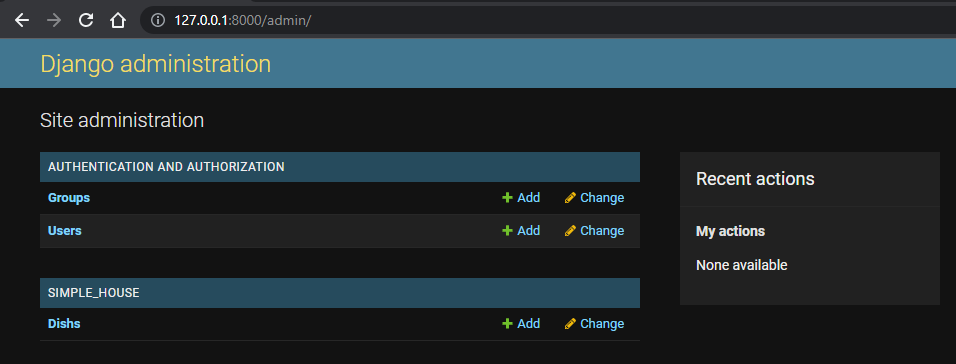 127.0.0.1:8000/admin/
Django administration
Site administration
AUTHENTICATION AND AUTHORIZATION
Groups Add Change
Users Add Change
SIMPLE_HOUSE
Dishs Add Change
Recent actions
My actions
None available